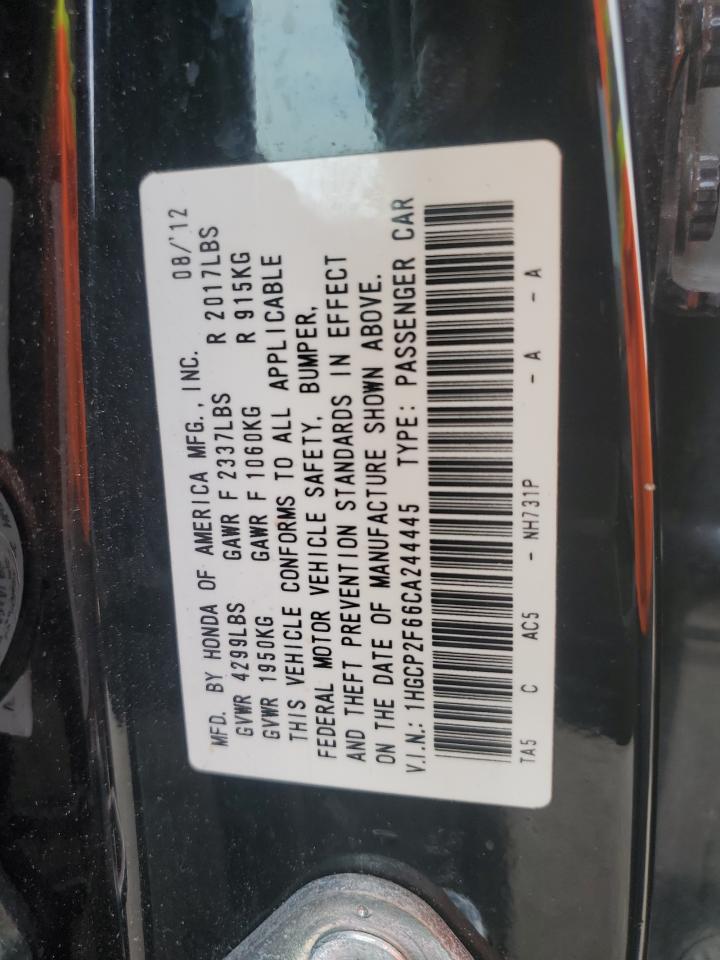 MFD. BY HONDA OF AMERICA MFG., INC. 08/'12
GVWR 4299LBS GAWR F 2337LBS R 2017LBS
GVWR 1950KG GAWR F 1060KG R 915KG
THIS VEHICLE CONFORMS TO ALL APPLICABLE
FEDERAL MOTOR VEHICLE SAFETY, BUMPER,
AND THEFT PREVENTION STANDARDS IN EFFECT
ON THE DATE OF MANUFACTURE SHOWN ABOVE.
V.I.N.: 1HGCP2F66CA244445 TYPE: PASSENGER CAR
TA5 C AC5 - NH731P - A - A